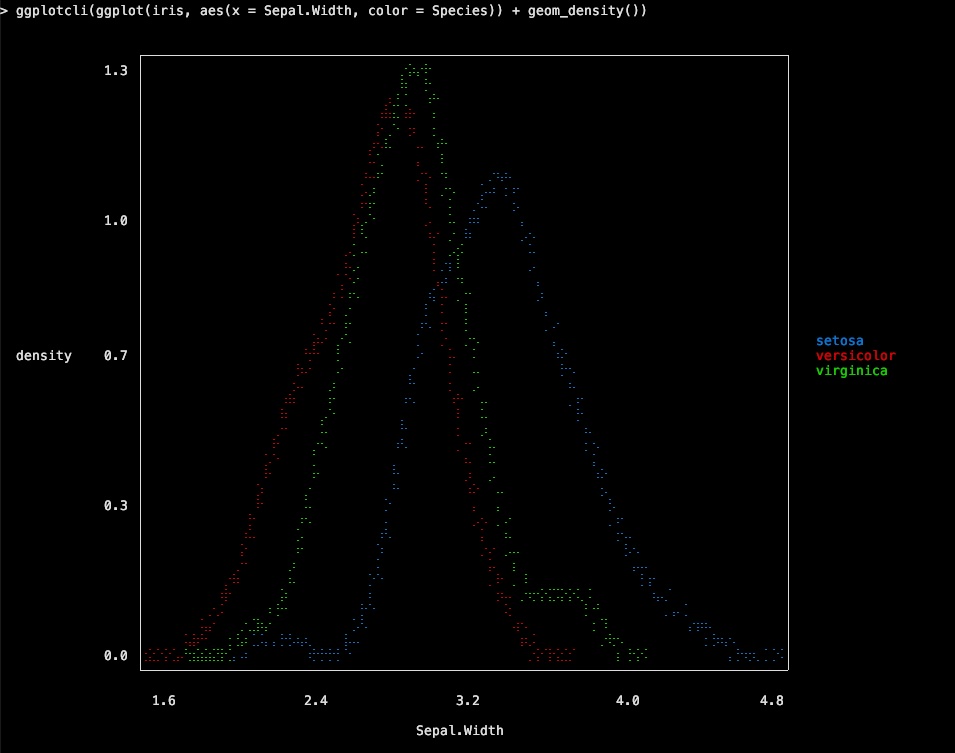 > ggplotcli(ggplot(iris, aes(x = Sepal.Width, color = Species)) + geom_density())
1.3
1.0
density
0.7
0.3
0.0
setosa
versicolor
virginica
1.6 2.4 3.2 4.0 4.8
Sepal.Width